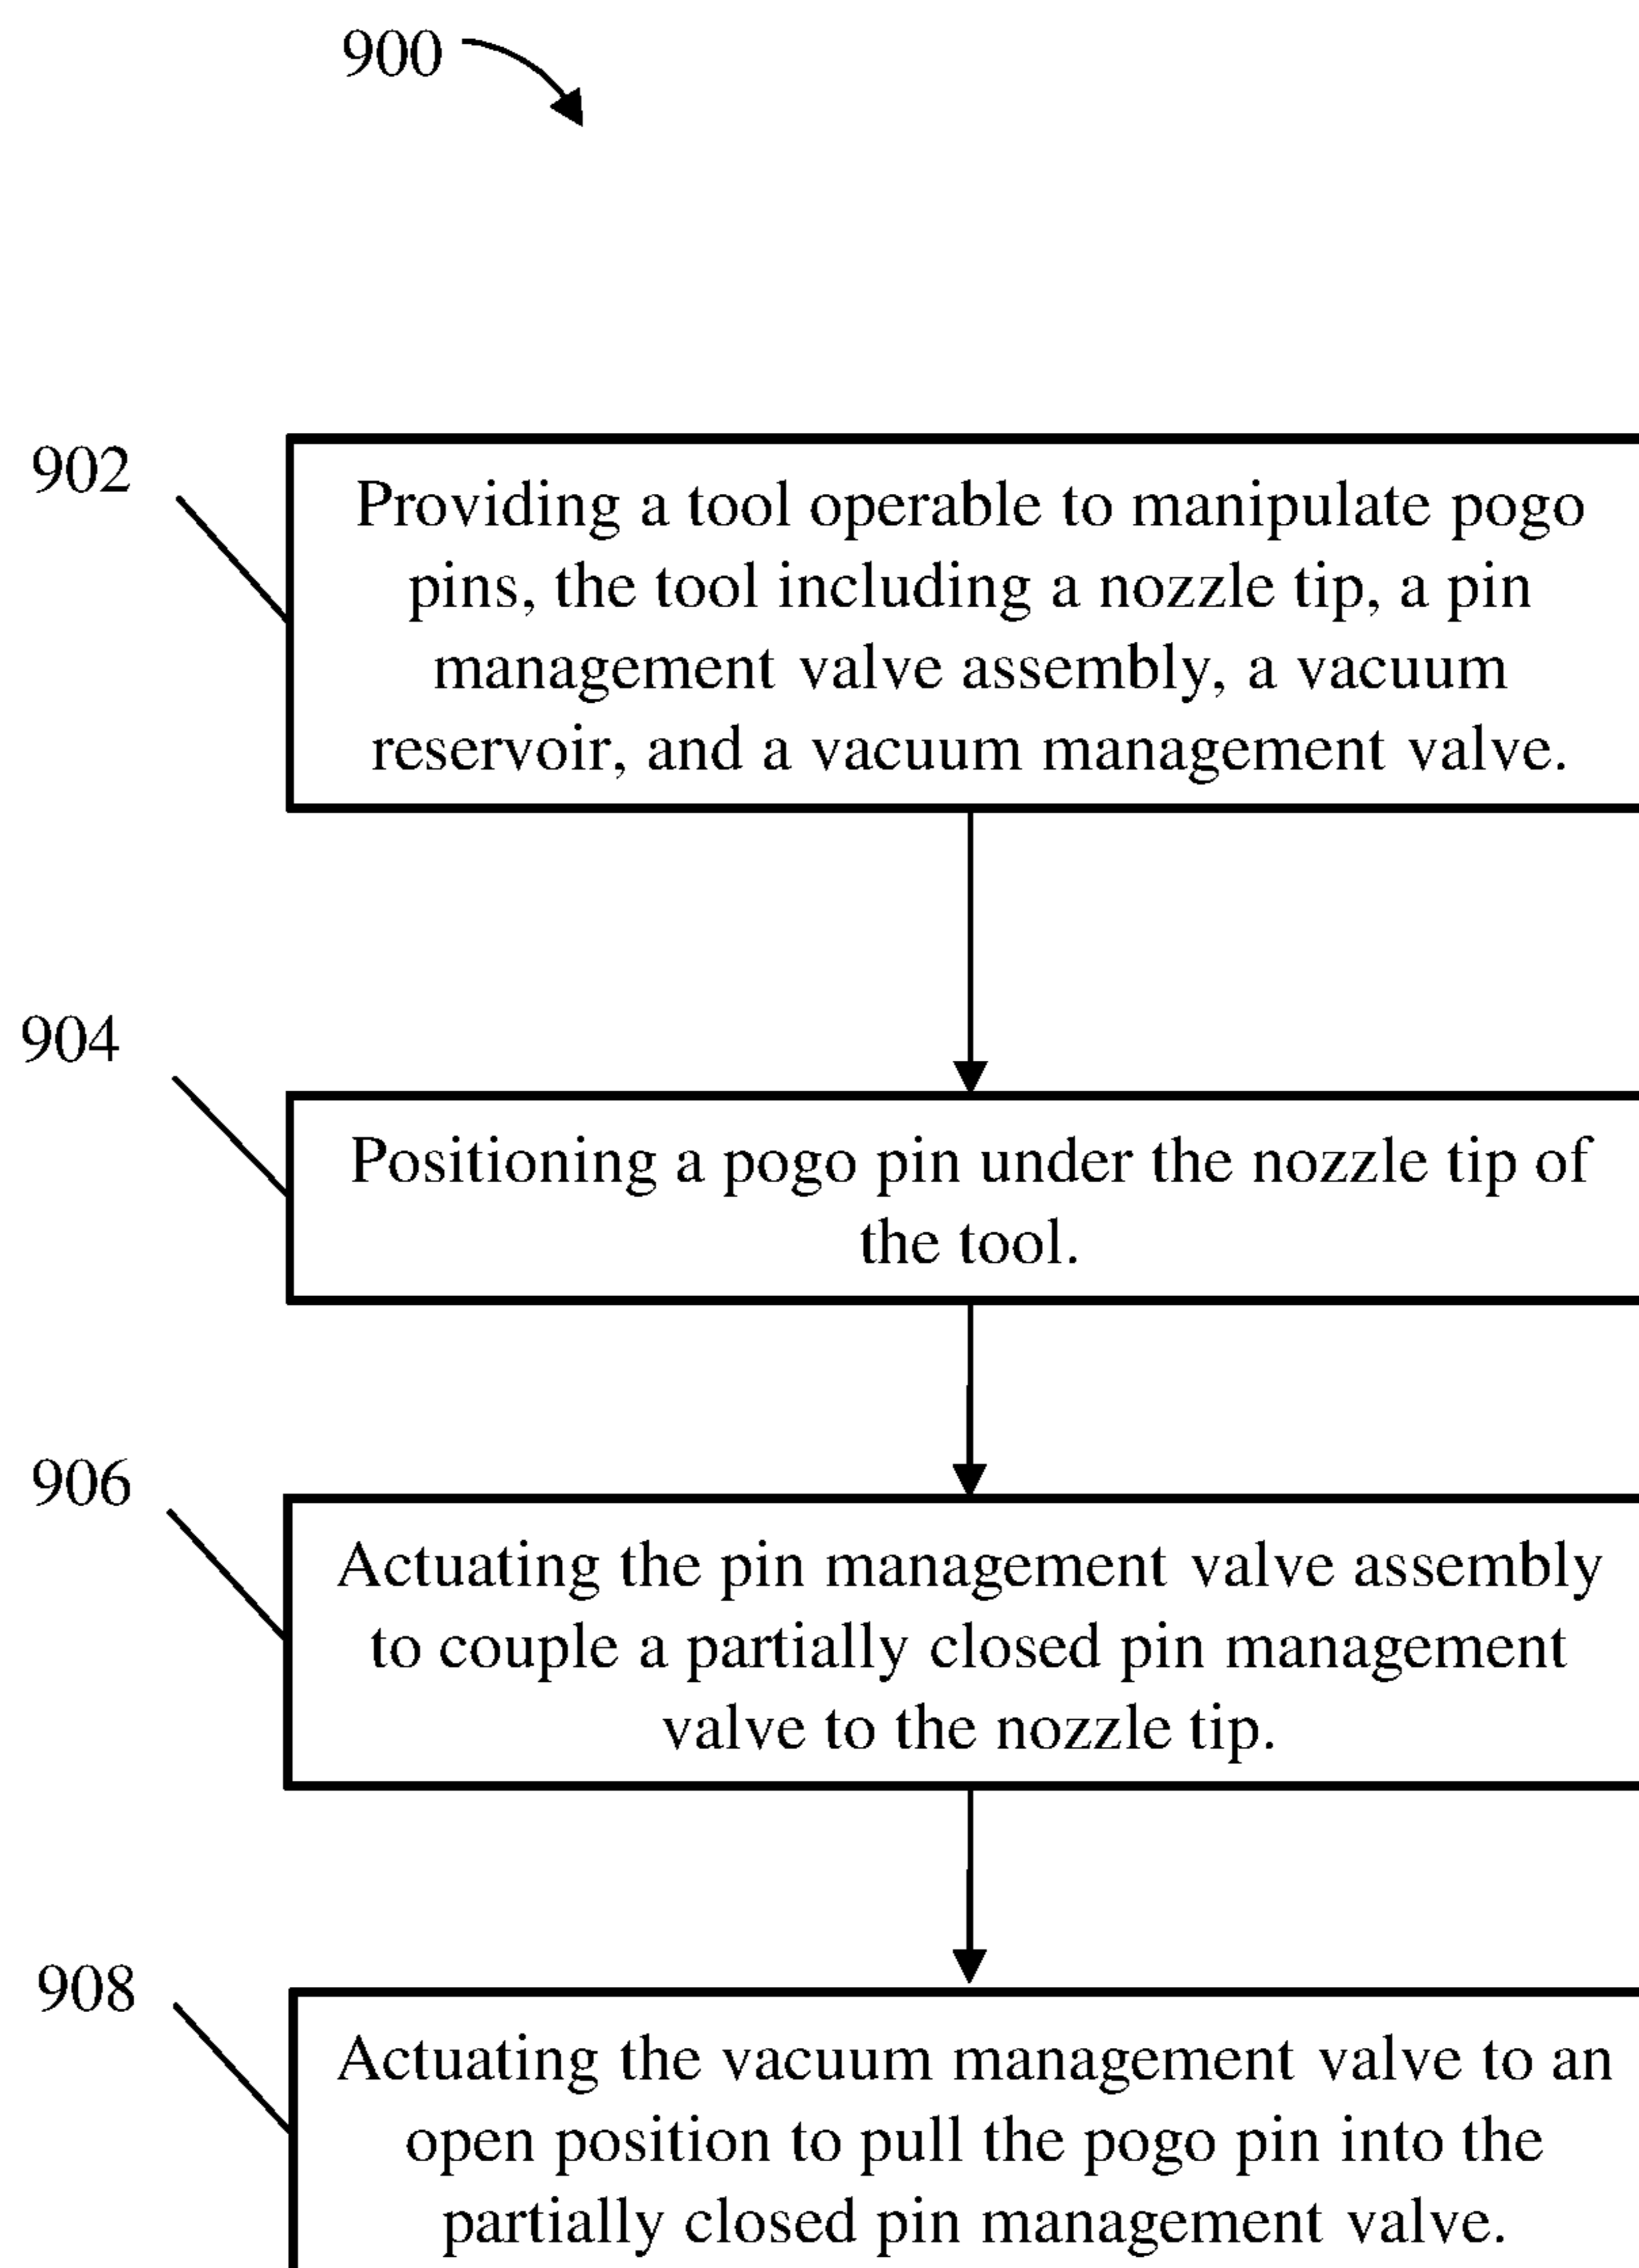 900
902
Providing a tool operable to manipulate pogo
pins, the tool including a nozzle tip, a pin
management valve assembly, a vacuum
reservoir, and a vacuum management valve.
904
Positioning a pogo pin under the nozzle tip of
the tool.
906
Actuating the pin management valve assembly
to couple a partially closed pin management
valve to the nozzle tip.
908
Actuating the vacuum management valve to an
open position to pull the pogo pin into the
partially closed pin management valve.